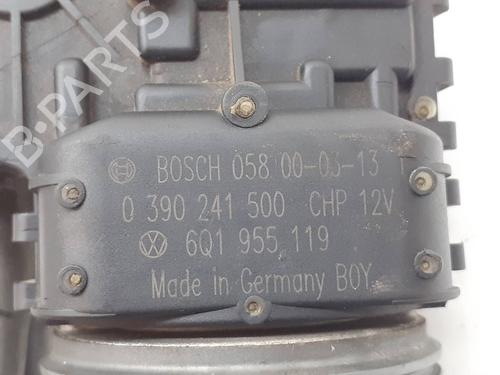 B-PARTS
BOSCH 058 00-03-13 1
0 390 241 500 CHP 12V
6Q1 955 119
Made in Germany BOY